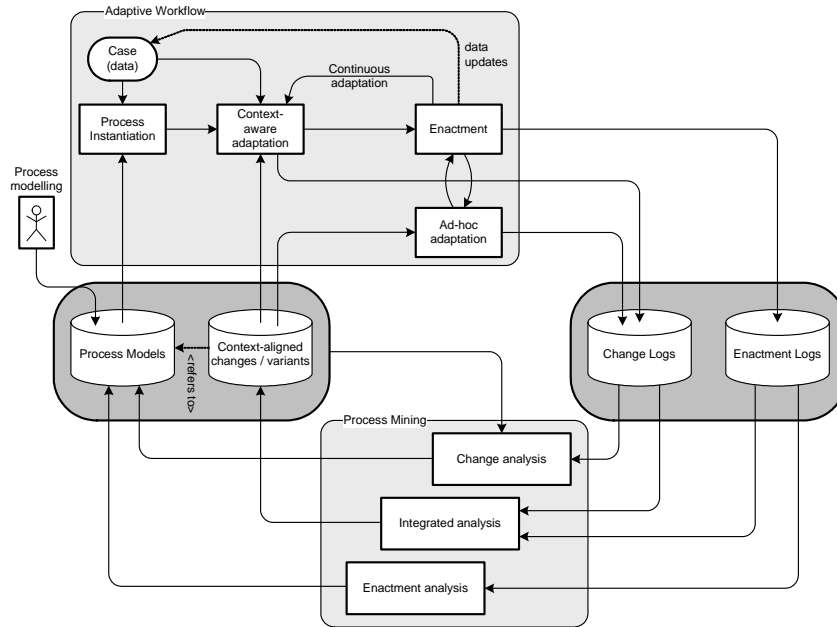 Adaptive Workflow
Case
(data)
data
updates
Continuous
adaptation
Process
Instantiation
Context-
aware
adaptation
Enactment
Process
modelling
Ad-hoc
adaptation
Process Models
Context-aligned
changes / variants
<refers to>
Change Logs
Enactment Logs
Process Mining
Change analysis
Integrated analysis
Enactment analysis